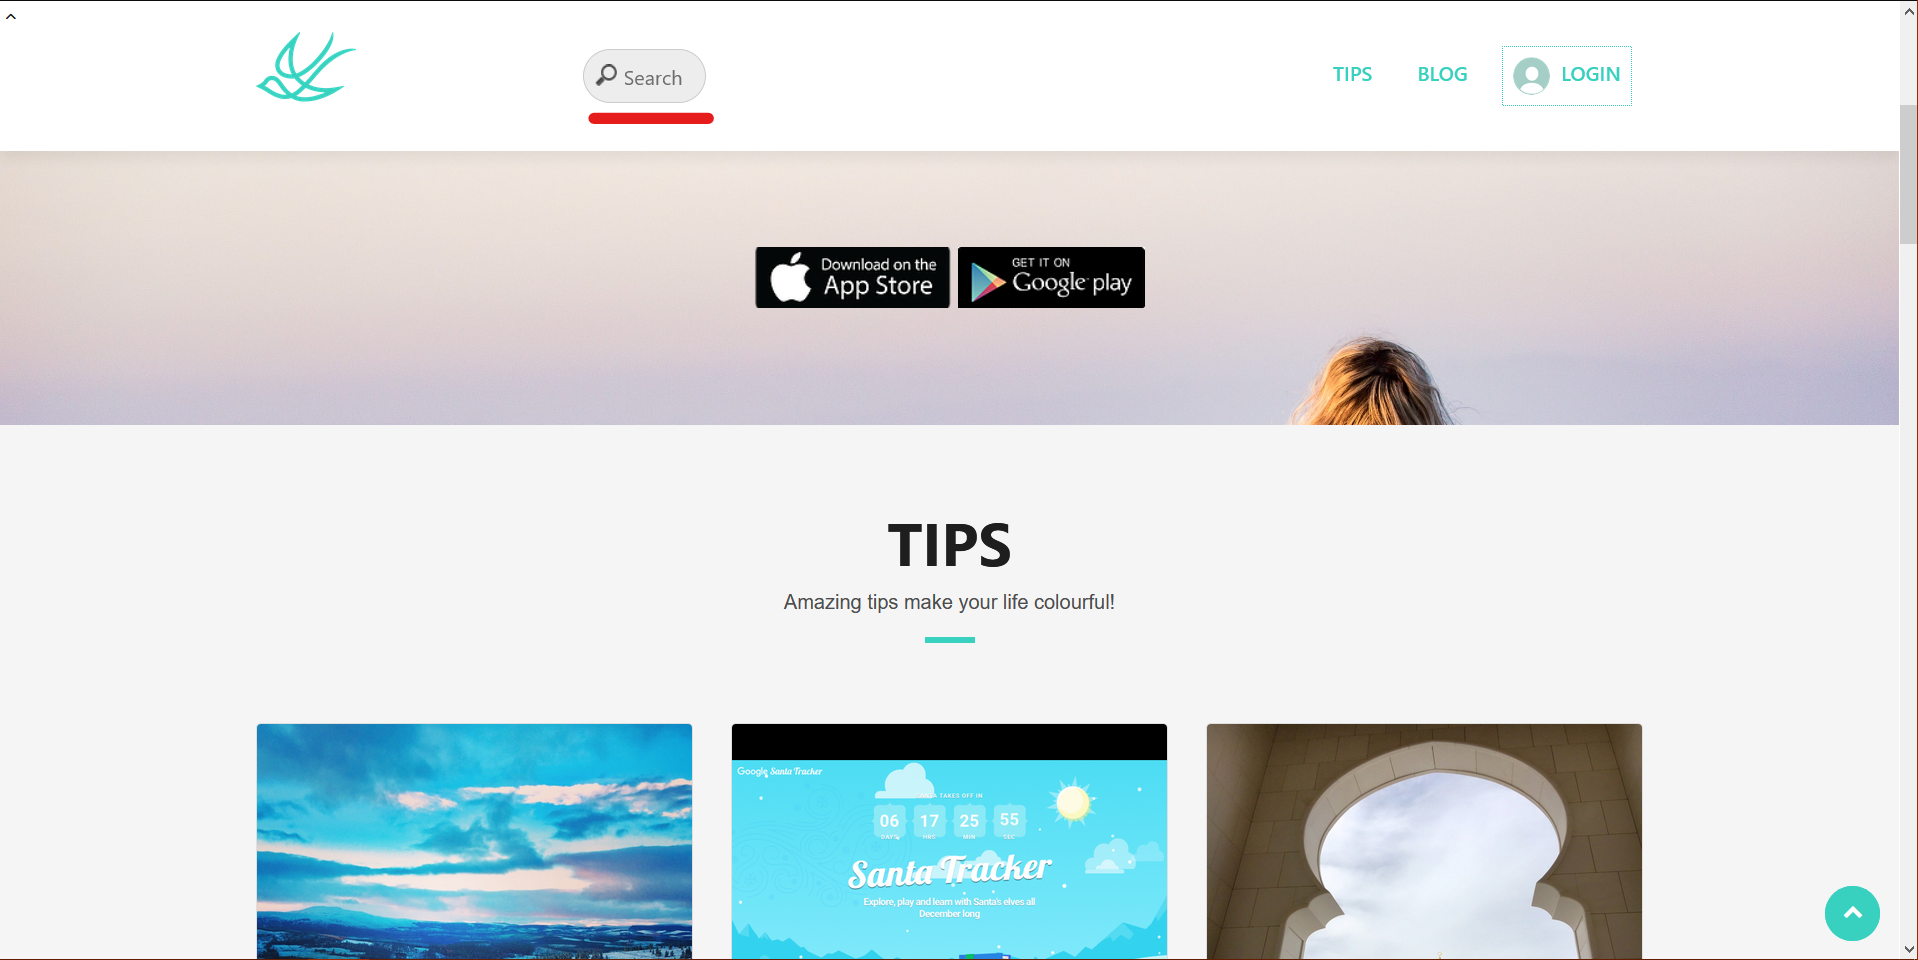 Search
TIPS
BLOG
LOGIN
Download on the
App Store
GET IT ON
Google play
TIPS
Amazing tips make your life colourful!
Google Santa Tracker
TAKES OFF IN
06
17
25
55
DAYS
HRS
MIN
SEC
Santa Tracker
Explore, play and learn with Santa's elves all
December long